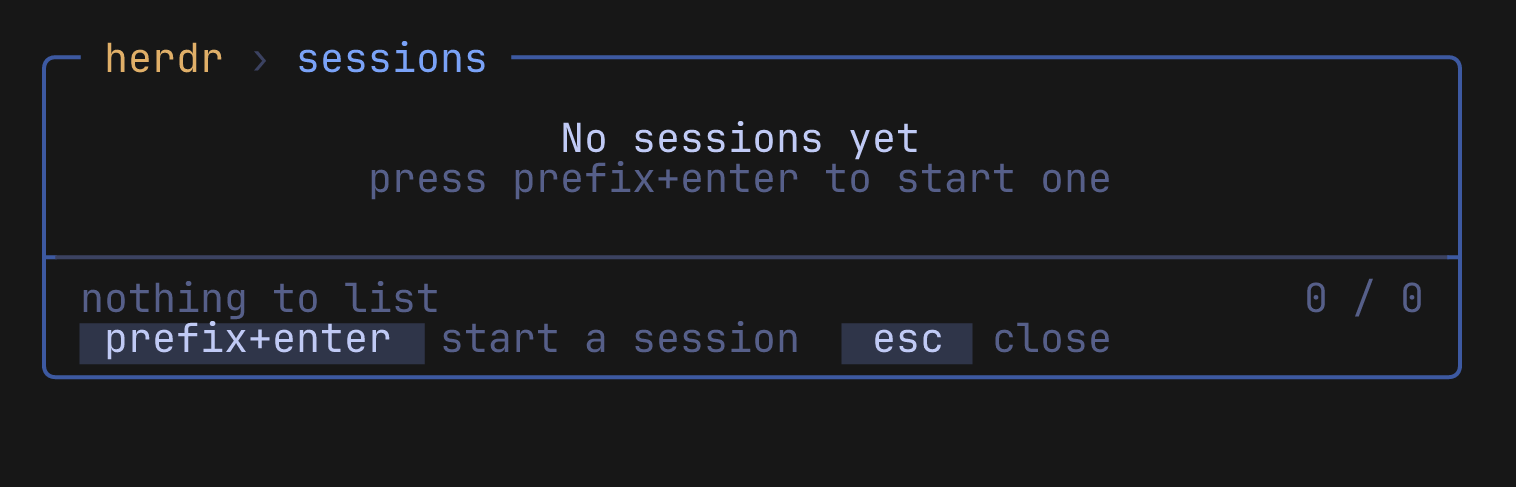 herdr › sessions
No sessions yet
press prefix+enter to start one
nothing to list 0 / 0
prefix+enter start a session esc close